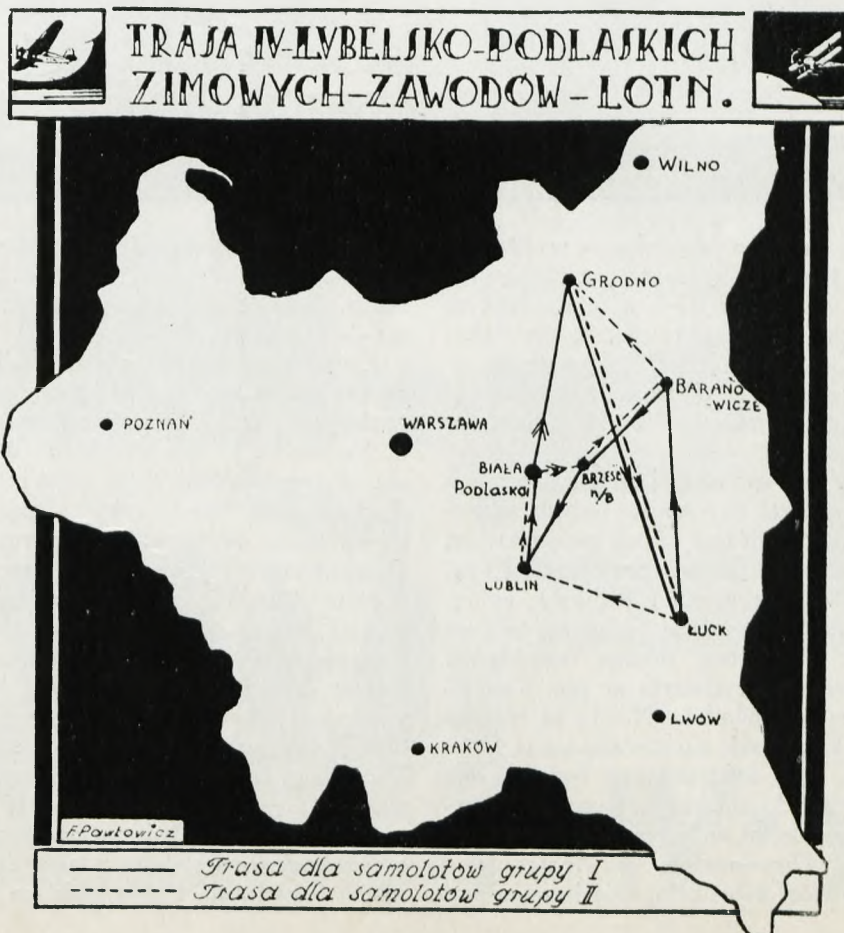 TRASA IV-LUBELSKO-PODLASKICH
ZIMOWYCH-ZAWODÓW-LOTN.
WILNO
GRODNO
BARANO
-WICZE
POZNAŃ
WARSZAWA
BIAŁA
Podlaska
BRZEŚĆ
n/B
LUBLIN
ŁUCK
LWÓW
KRAKÓW
F.Pawłowicz
Trasa dla samolotów grupy I
Trasa dla samolotów grupy II